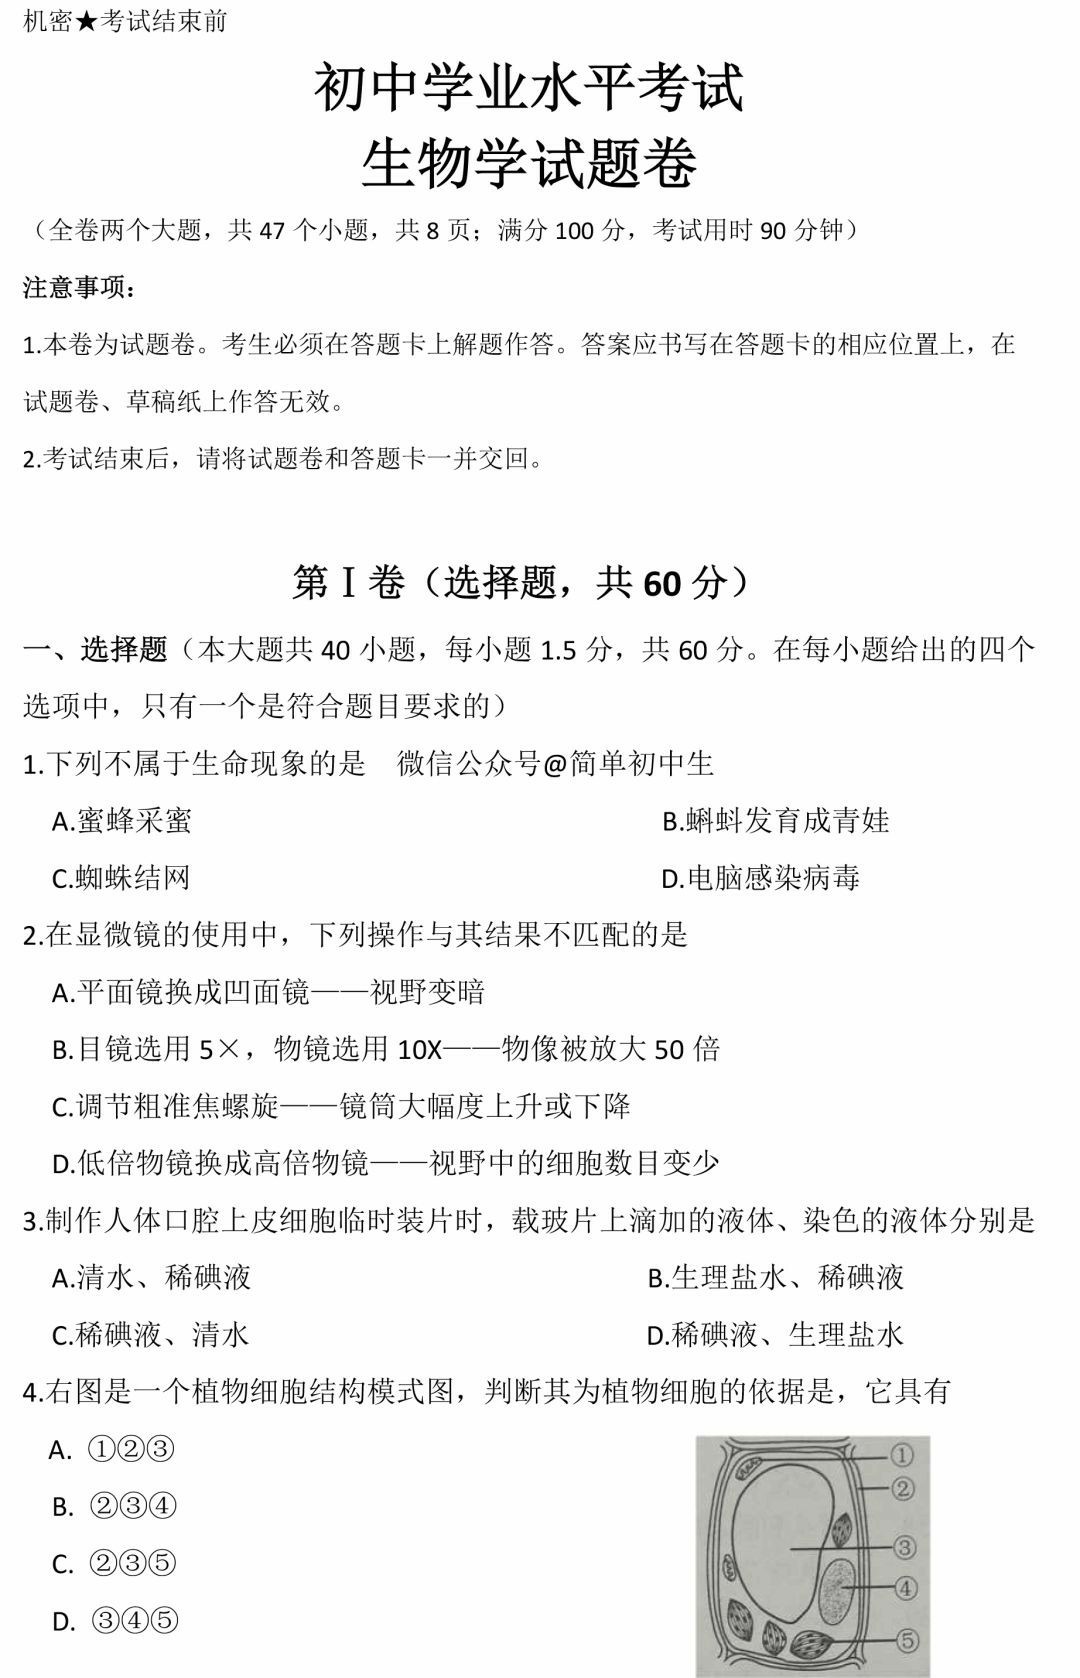 机密★考试结束前
初中学业水平考试
生物学试题卷
（全卷两个大题，共 47 个小题，共 8 页；满分 100 分，考试用时 90 分钟）
注意事项：
1.本卷为试题卷。考生必须在答题卡上解题作答。答案应书写在答题卡的相应位置上，在
试题卷、草稿纸上作答无效。
2.考试结束后，请将试题卷和答题卡一并交回。
第Ⅰ卷（选择题，共 60 分）
一、选择题（本大题共 40 小题，每小题 1.5 分，共 60 分。在每小题给出的四个
选项中，只有一个是符合题目要求的）
1.下列不属于生命现象的是 微信公众号@简单初中生
A.蜜蜂采蜜 B.蝌蚪发育成青娃
C.蜘蛛结网 D.电脑感染病毒
2.在显微镜的使用中，下列操作与其结果不匹配的是
A.平面镜换成凹面镜——视野变暗
B.目镜选用 5×，物镜选用 10X——物像被放大 50 倍
C.调节粗准焦螺旋——镜筒大幅度上升或下降
D.低倍物镜换成高倍物镜——视野中的细胞数目变少
3.制作人体口腔上皮细胞临时装片时，载玻片上滴加的液体、染色的液体分别是
A.清水、稀碘液 B.生理盐水、稀碘液
C.稀碘液、清水 D.稀碘液、生理盐水
4.右图是一个植物细胞结构模式图，判断其为植物细胞的依据是，它具有
A. ①②③
B. ②③④
C. ②③⑤
D. ③④⑤
①
②
③
④
⑤